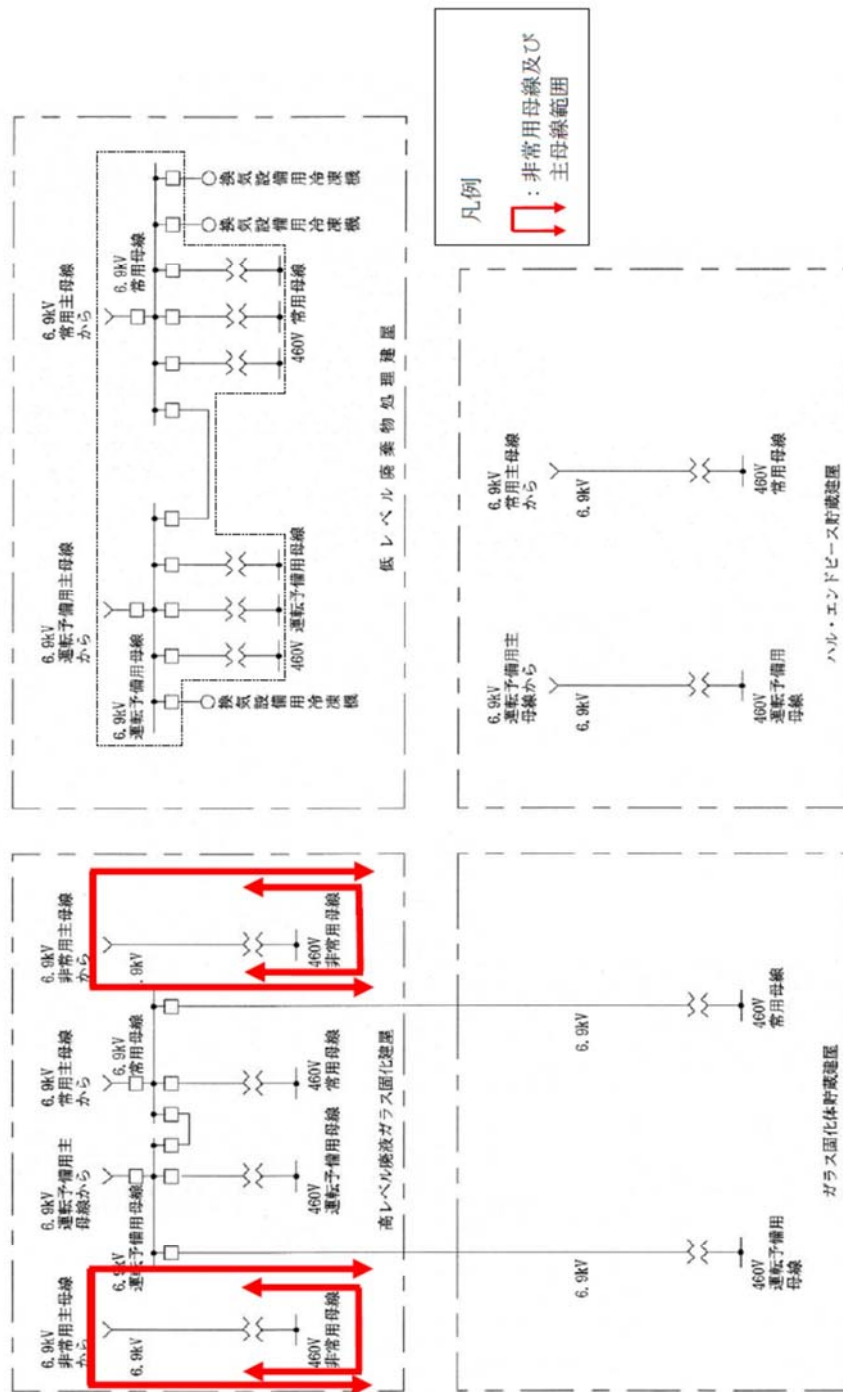 6.9kV
非常用主母線
から
6.9kV
運転予備用主
母線から
6.9kV
常用主母線
から
6.9kV
非常用主母線
から
6.9kV
6.9kV
運転予備用母線
6.9kV
常用母線
.9kV
460V
非常用母線
460V
運転予備用母線
460V
常用母線
460V
非常用母線
高レベル廃液ガラス固化建屋
6.9kV
運転予備用主母線
から
6.9kV
常用主母線
から
6.9kV
運転予備用母線
6.9kV
常用母線
換気設備用冷凍機
460V 運転予備用母線
460V 常用母線
換気設備用冷凍機
換気設備用冷凍機
低レベル廃棄物処理建屋
6.9kV
6.9kV
460V
運転予備用
母線
460V
常用母線
ガラス固化体貯蔵建屋
6.9kV
運転予備用主
母線から
6.9kV
常用主母線
から
6.9kV
6.9kV
460V
運転予備用
母線
460V
常用母線
ハル・エンドピース貯蔵建屋
凡例
：非常用母線及び
主母線範囲